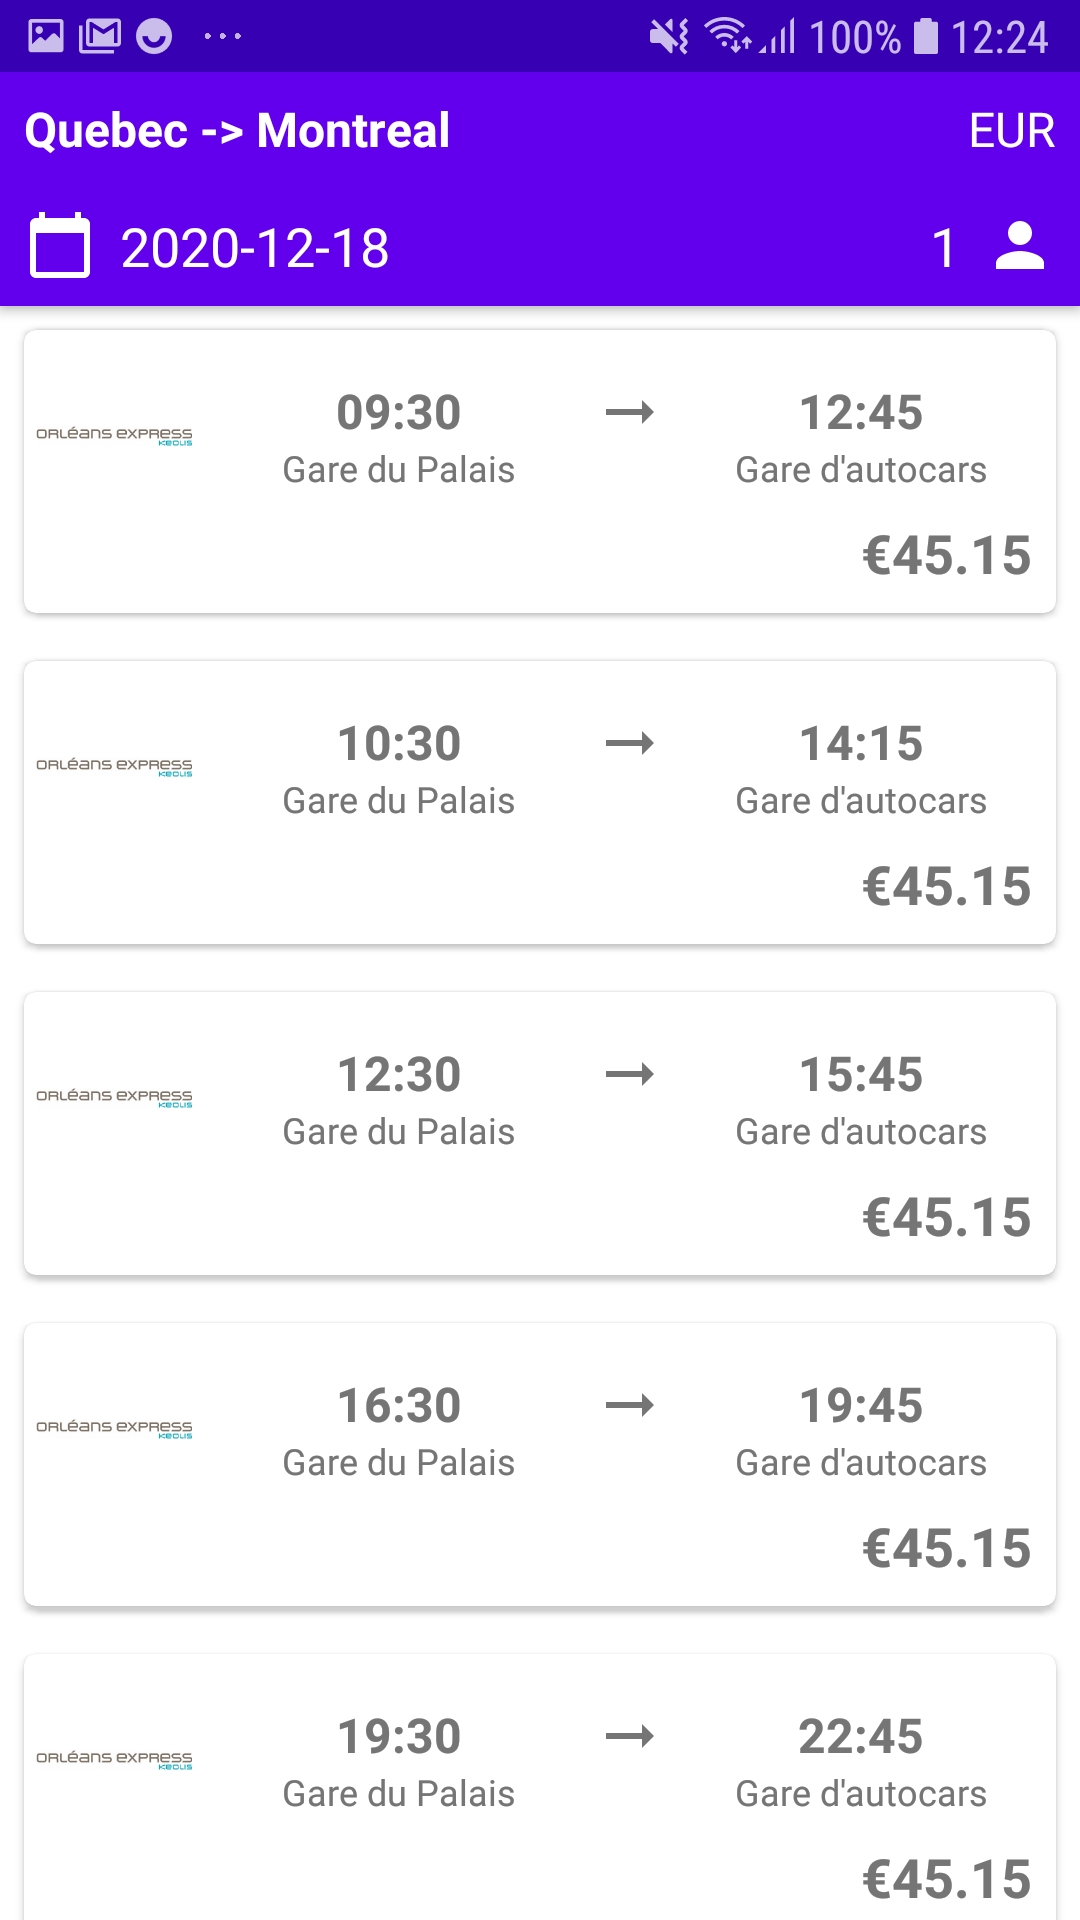 100% 12:24
Quebec -> Montreal EUR
2020-12-18 1
09:30 12:45
ORLéANS EXPRESS
KEOLIS
Gare du Palais Gare d'autocars
€45.15
10:30 14:15
ORLéANS EXPRESS
KEOLIS
Gare du Palais Gare d'autocars
€45.15
12:30 15:45
ORLéANS EXPRESS
KEOLIS
Gare du Palais Gare d'autocars
€45.15
16:30 19:45
ORLéANS EXPRESS
KEOLIS
Gare du Palais Gare d'autocars
€45.15
19:30 22:45
ORLéANS EXPRESS
KEOLIS
Gare du Palais Gare d'autocars
€45.15